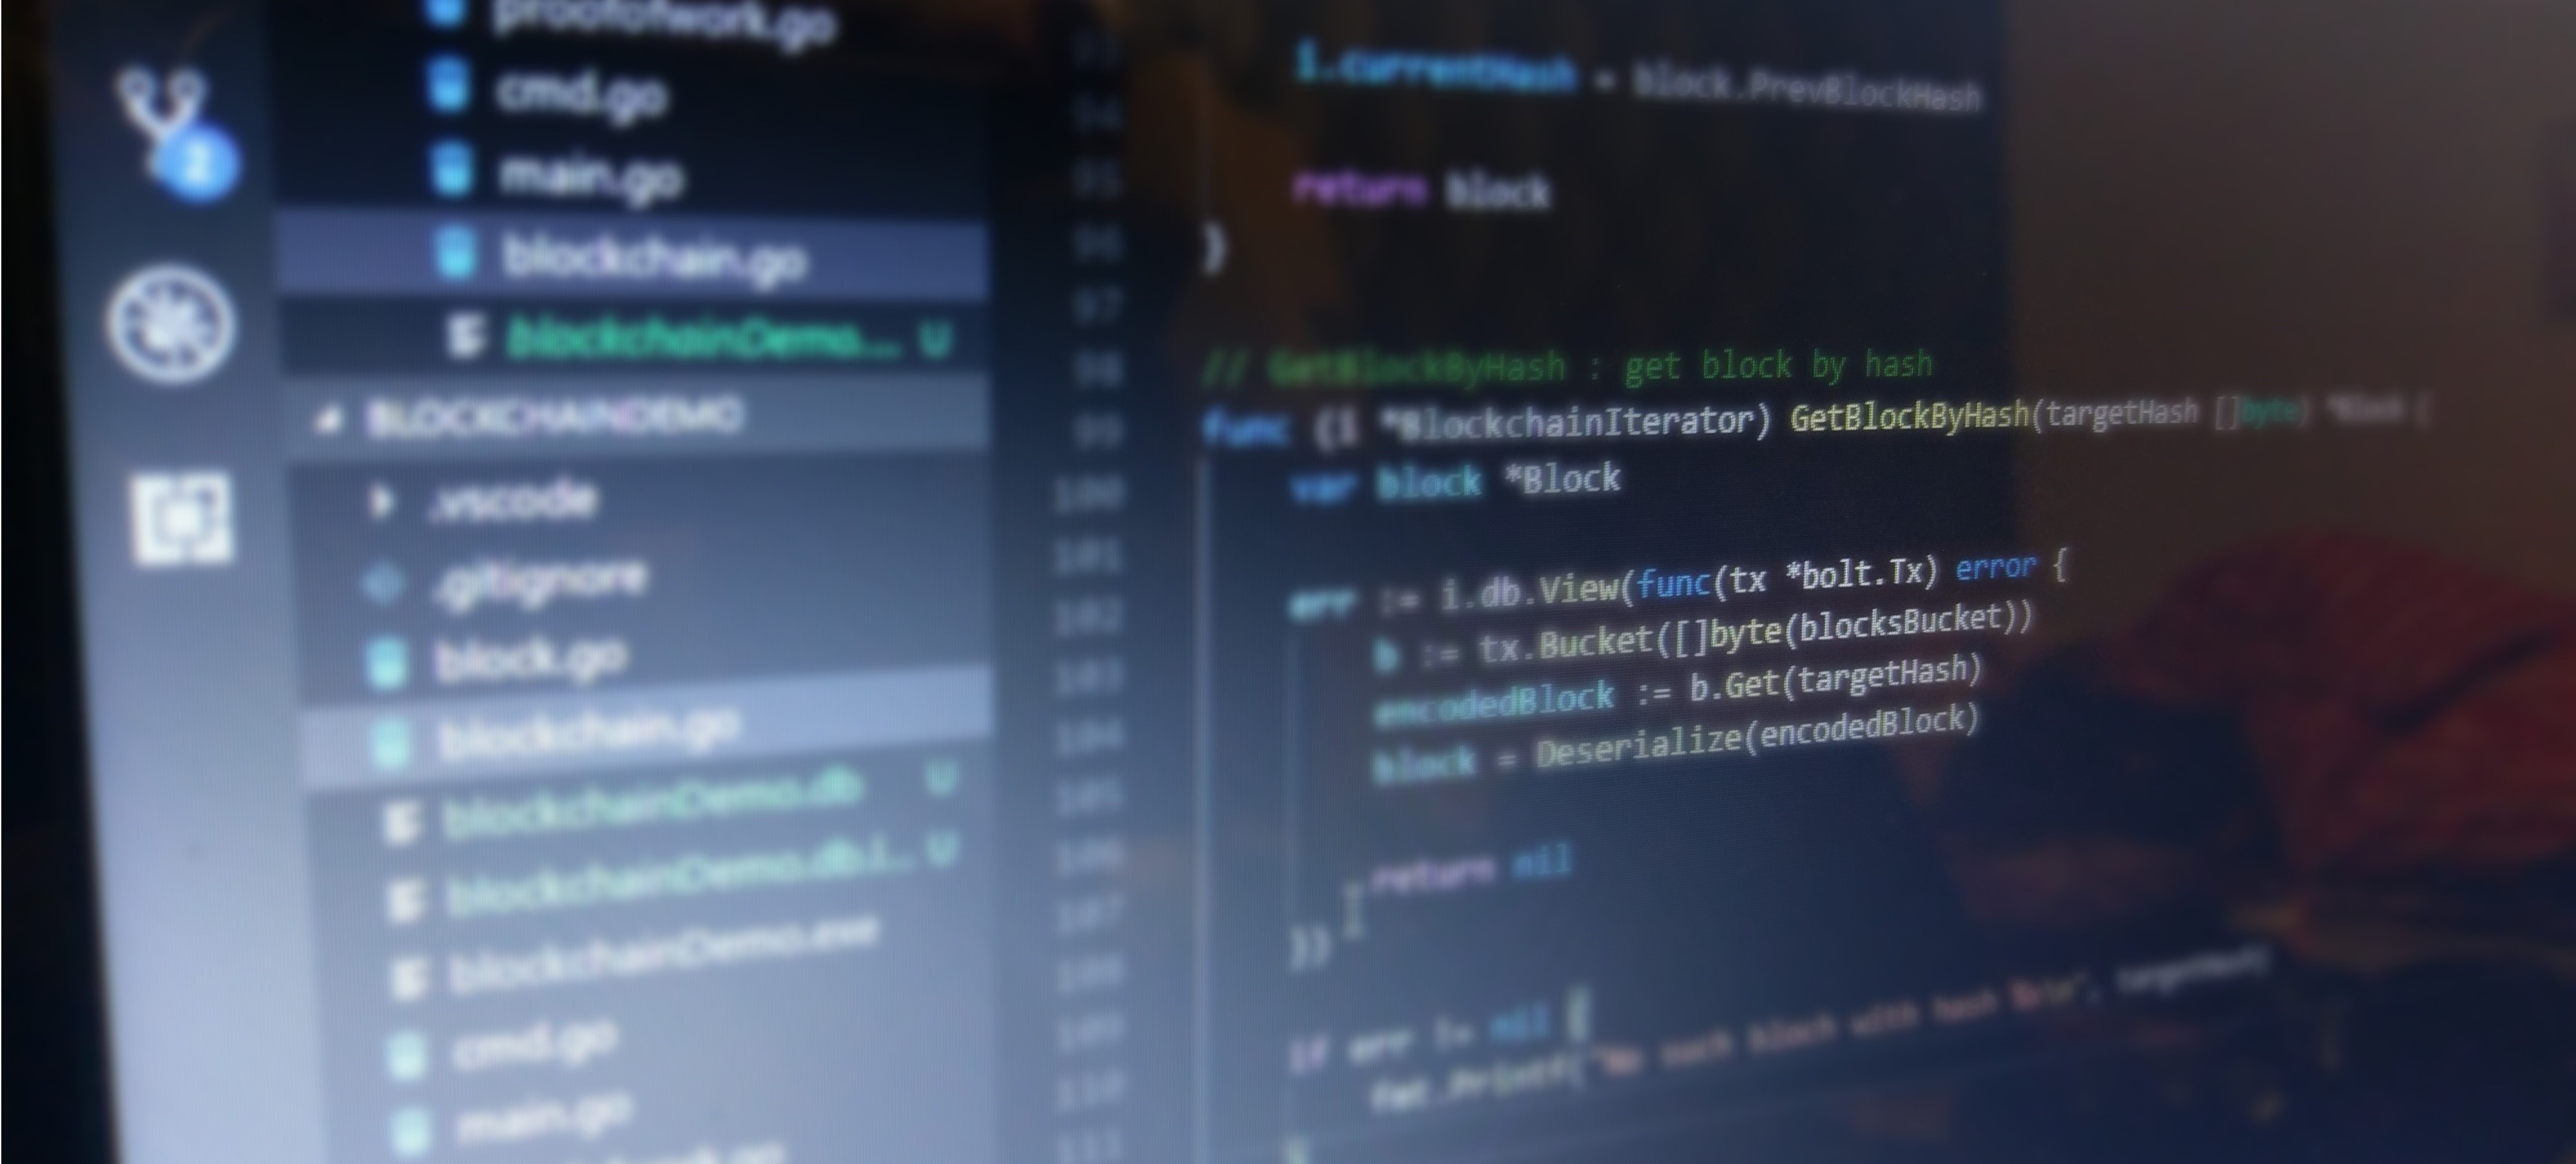 proofofwork.go
cmd.go
main.go
blockchain.go
blockchainDemo... U
BLOCKCHAINDEMO
.vscode
.gitignore
block.go
blockchain.go
blockchainDemo.db U
blockchainDemo.db.l... U
blockchainDemo.exe
cmd.go
main.go
2
94 i.currentHash = block.PrevBlockHash
95 return block
96 }
97
98 // GetBlockByHash : get block by hash
99 func (i *BlockchainIterator) GetBlockByHash(targetHash []byte) *Block {
100 var block *Block
101
102 err := i.db.View(func(tx *bolt.Tx) error {
103 b := tx.Bucket([]byte(blocksBucket))
104 encodedBlock := b.Get(targetHash)
105 block = Deserialize(encodedBlock)
106
107 return nil
108 })
109
110 if err != nil {
111 fmt.Printf("No such block with hash %x\n", targetHash)
}